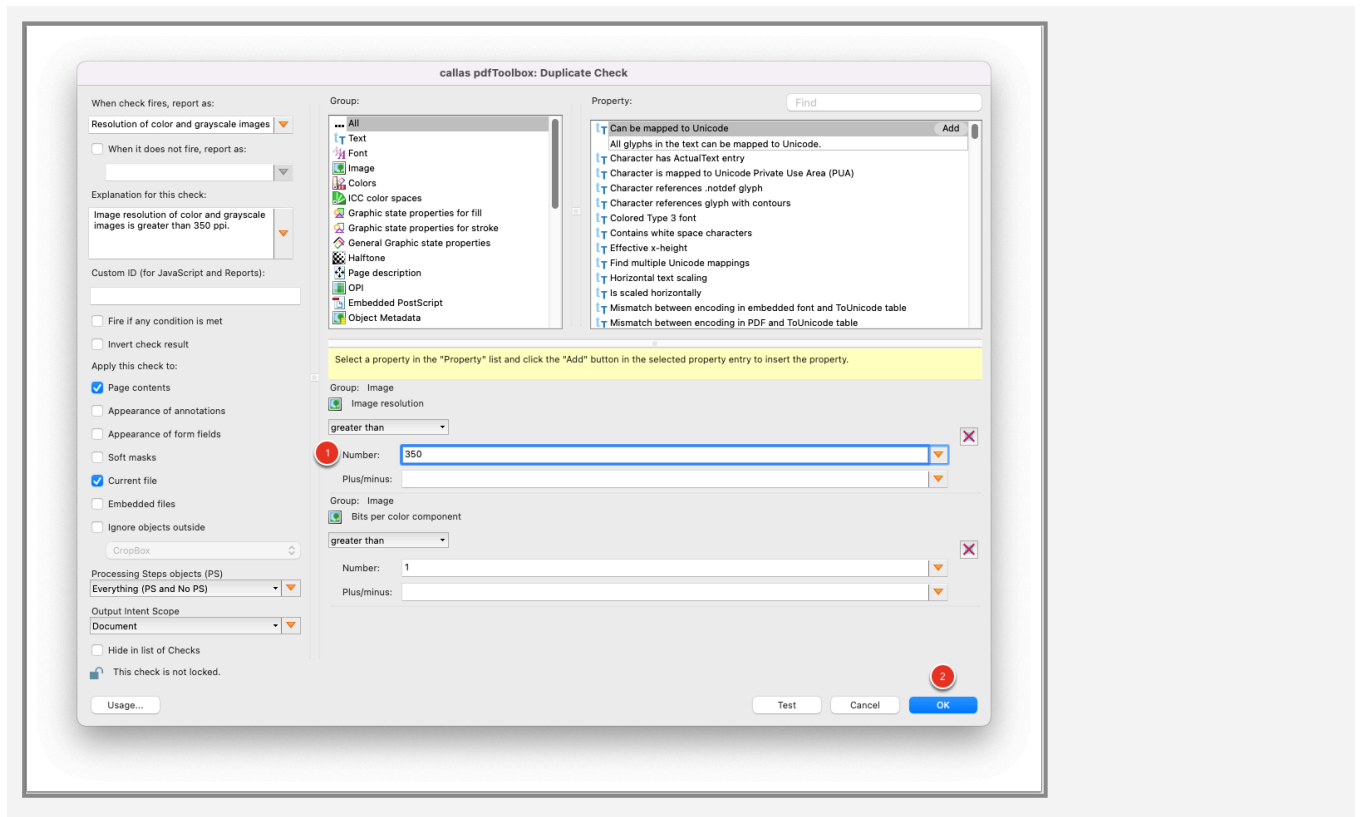 callas pdfToolbox: Duplicate Check
When check fires, report as:
Resolution of color and grayscale images
When it does not fire, report as:
Explanation for this check:
Image resolution of color and grayscale
images is greater than 350 ppi.
Custom ID (for JavaScript and Reports):
Fire if any condition is met
Invert check result
Apply this check to:
Page contents
Appearance of annotations
Appearance of form fields
Soft masks
Current file
Embedded files
Ignore objects outside
CropBox
Processing Steps objects (PS)
Everything (PS and No PS)
Output Intent Scope
Document
Hide in list of Checks
This check is not locked.
Usage...
Group:
All
Text
Font
Image
Colors
ICC color spaces
Graphic state properties for fill
Graphic state properties for stroke
General Graphic state properties
Halftone
Page description
OPI
Embedded PostScript
Object Metadata
Property:
Find
Can be mapped to Unicode Add
All glyphs in the text can be mapped to Unicode.
Character has ActualText entry
Character is mapped to Unicode Private Use Area (PUA)
Character references .notdef glyph
Character references glyph with contours
Colored Type 3 font
Contains white space characters
Effective x-height
Find multiple Unicode mappings
Horizontal text scaling
Is scaled horizontally
Mismatch between encoding in embedded font and ToUnicode table
Mismatch between encoding in PDF and ToUnicode table
Select a property in the "Property" list and click the "Add" button in the selected property entry to insert the property.
Group: Image
Image resolution
greater than
1 Number: 350
Plus/minus:
Group: Image
Bits per color component
greater than
Number: 1
Plus/minus:
2
Test Cancel OK